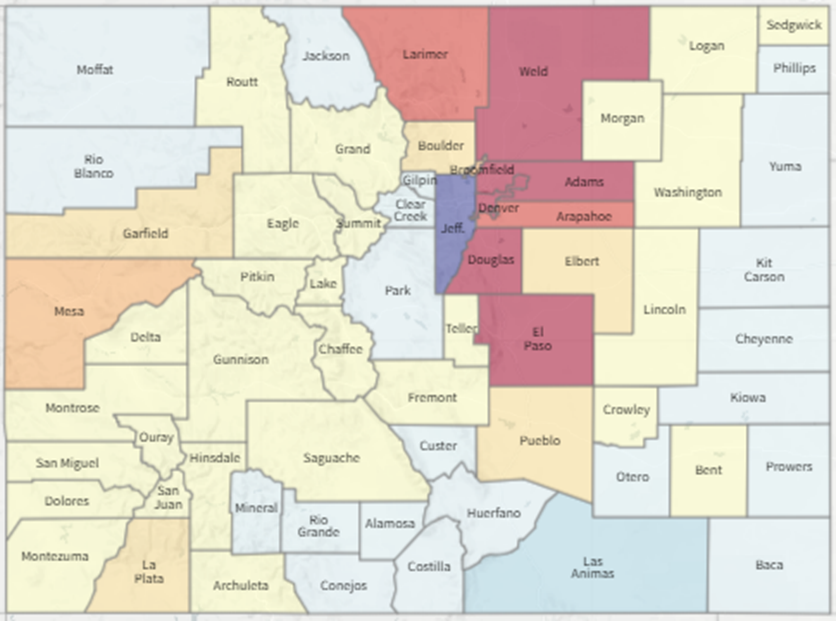 Sedgwick
Logan
Jackson
Larimer
Moffat
Weld
Phillips
Routt
Morgan
Boulder
Grand
Rio
Blanco
Yuma
Broomfield
Gilpin
Adams
Washington
Clear
Creek
Denver
Arapahoe
Eagle
Summit
Garfield
Jeff.
Douglas
Elbert
Kit
Carson
Pitkin
Lake
Park
Mesa
Lincoln
Teller
El
Paso
Delta
Cheyenne
Chaffee
Gunnison
Fremont
Kiowa
Montrose
Crowley
Ouray
Pueblo
Custer
Hinsdale
Saguache
San Miguel
Prowers
Bent
Otero
San
Juan
Dolores
Mineral
Rio
Grande
Alamosa
Huerfano
Montezuma
La
Plata
Archuleta
Conejos
Costilla
Las
Animas
Baca